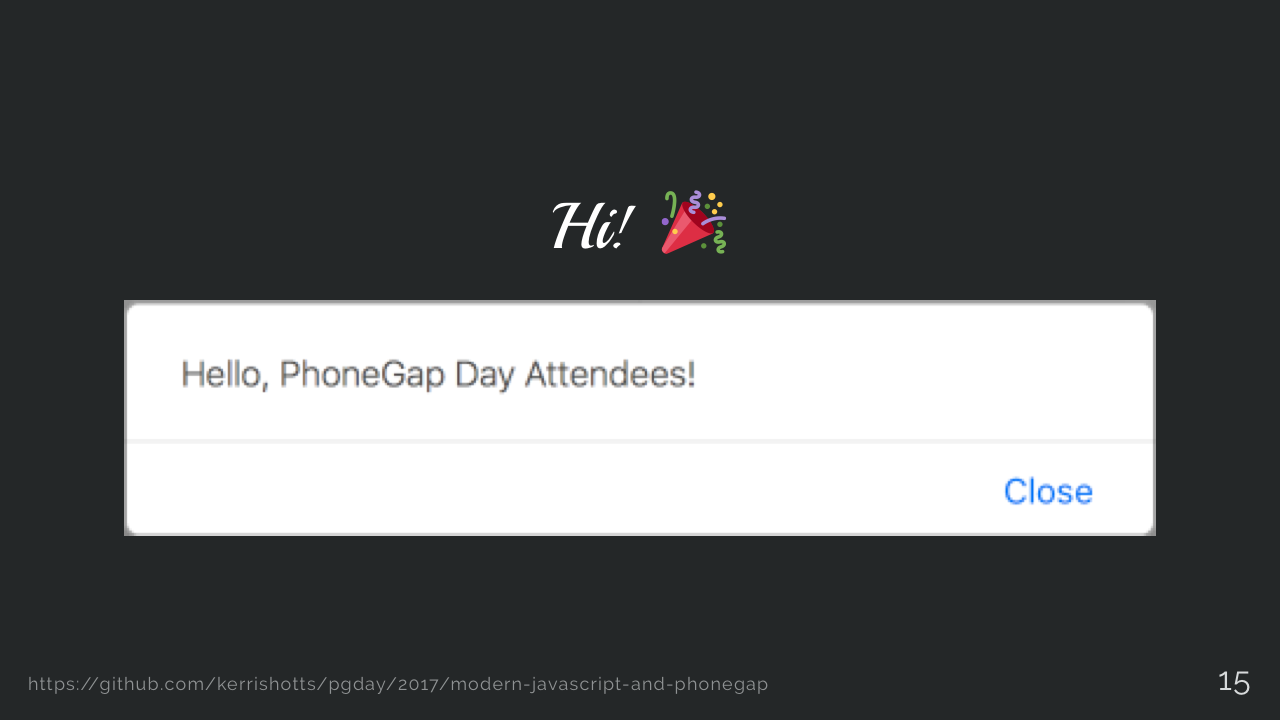 Hi! 🎉
Hello, PhoneGap Day Attendees!
Close
https://github.com/kerrishotts/pgday/2017/modern-javascript-and-phonegap
15